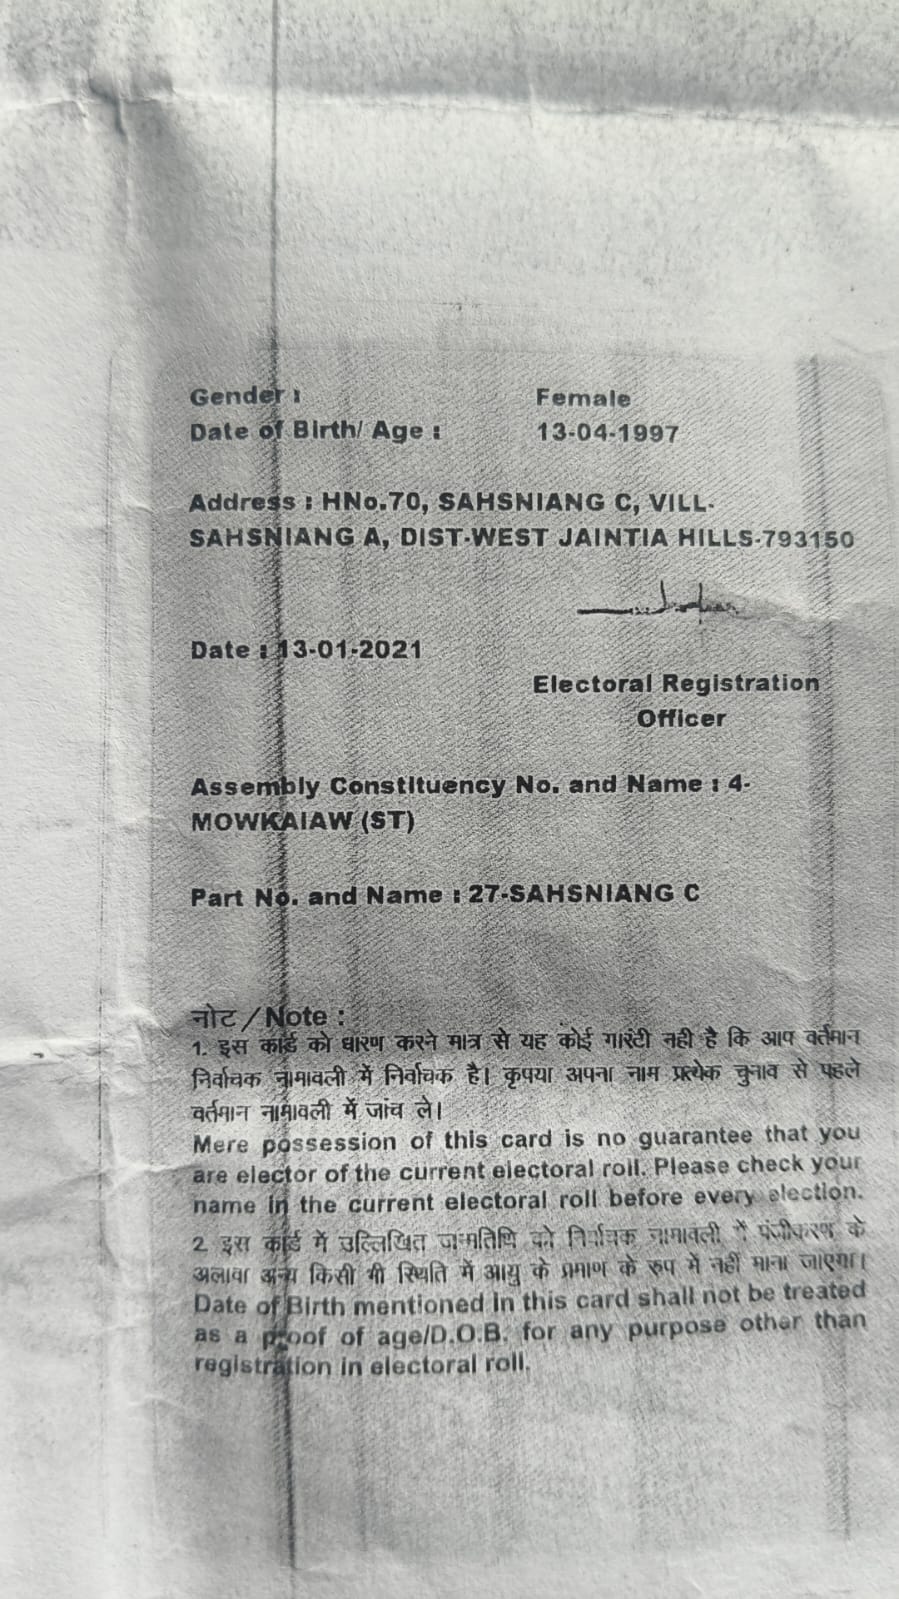 Gender : Female
Date of Birth/ Age : 13-04-1997
Address : HNo.70, SAHSNIANG C, VILL-
SAHSNIANG A, DIST-WEST JAINTIA HILLS-793150
Date : 13-01-2021
Electoral Registration
Officer
Assembly Constituency No. and Name : 4-
MOWKAIAW (ST)
Part No. and Name : 27-SAHSNIANG C
नोट / Note :
1. इस कार्ड को धारण करने मात्र से यह कोई गारंटी नही है कि आप वर्तमान
निर्वाचक नामावली में निर्वाचक है। कृपया अपना नाम प्रत्येक चुनाव से पहले
वर्तमान नामावली में जांच ले।
Mere possession of this card is no guarantee that you
are elector of the current electoral roll. Please check your
name in the current electoral roll before every election.
2. इस कार्ड में उल्लिखित जन्मतिथि को निर्वाचक नामावली में पंजीकरण के
अलावा अन्य किसी भी स्थिति में आयु के प्रमाण के रुप में नहीं माना जाएगा।
Date of Birth mentioned in this card shall not be treated
as a proof of age/D.O.B. for any purpose other than
registration in electoral roll.